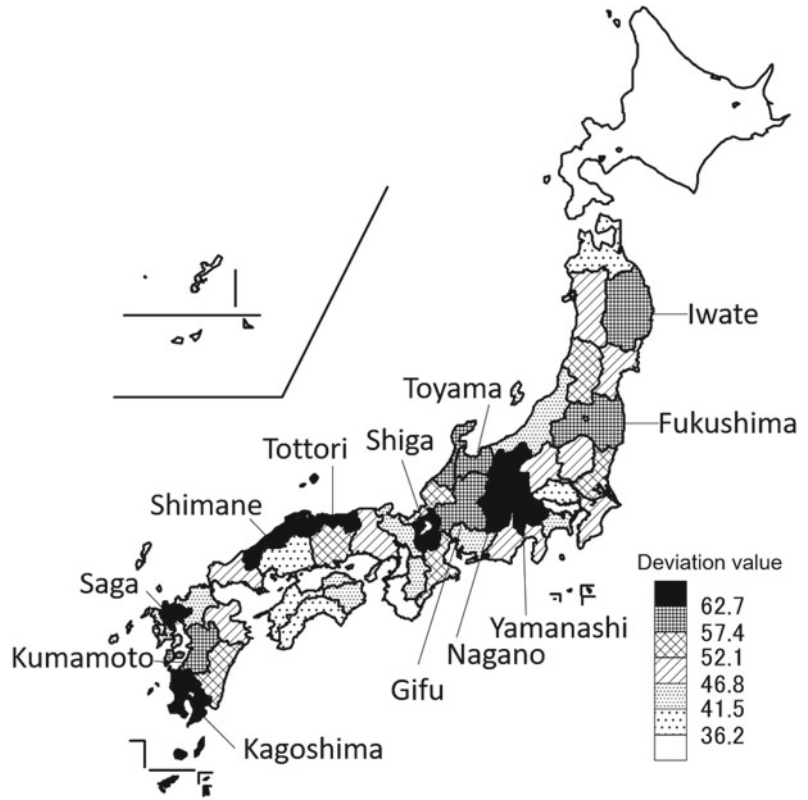 Iwate
Toyama
Fukushima
Tottori
Shiga
Shimane
Saga
Kumamoto
Kagoshima
Gifu
Nagano
Yamanashi
Deviation value
62.7
57.4
52.1
46.8
41.5
36.2